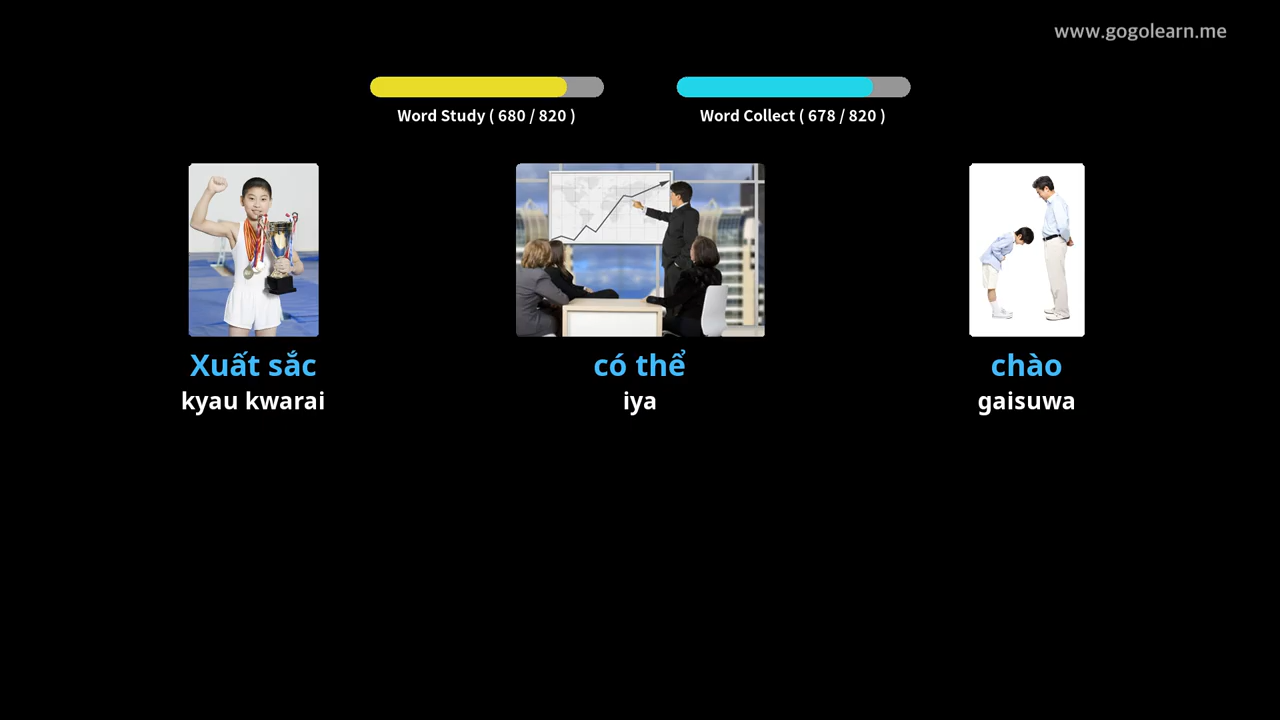 www.gogolearn.me
Word Study ( 680 / 820 )
Word Collect ( 678 / 820 )
Xuất sắc
kyau kwarai
có thể
iya
chào
gaisuwa